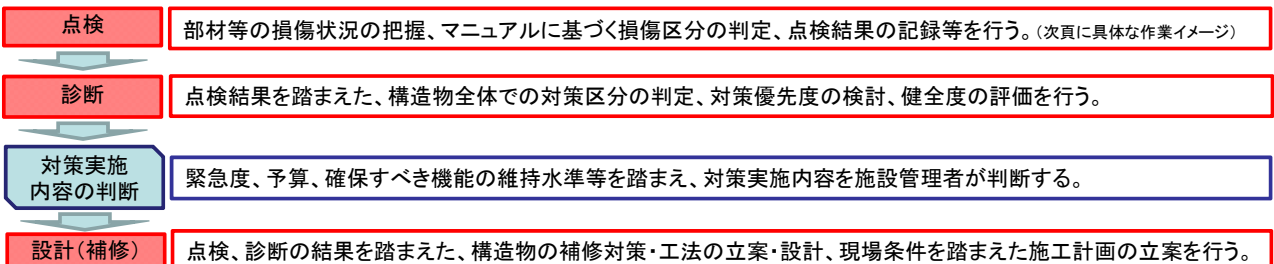 点検
部材等の損傷状況の把握、マニュアルに基づく損傷区分の判定、点検結果の記録等を行う。(次頁に具体な作業イメージ)
診断
点検結果を踏まえた、構造物全体での対策区分の判定、対策優先度の検討、健全度の評価を行う。
対策実施
内容の判断
緊急度、予算、確保すべき機能の維持水準等を踏まえ、対策実施内容を施設管理者が判断する。
設計(補修)
点検、診断の結果を踏まえた、構造物の補修対策・工法の立案・設計、現場条件を踏まえた施工計画の立案を行う。